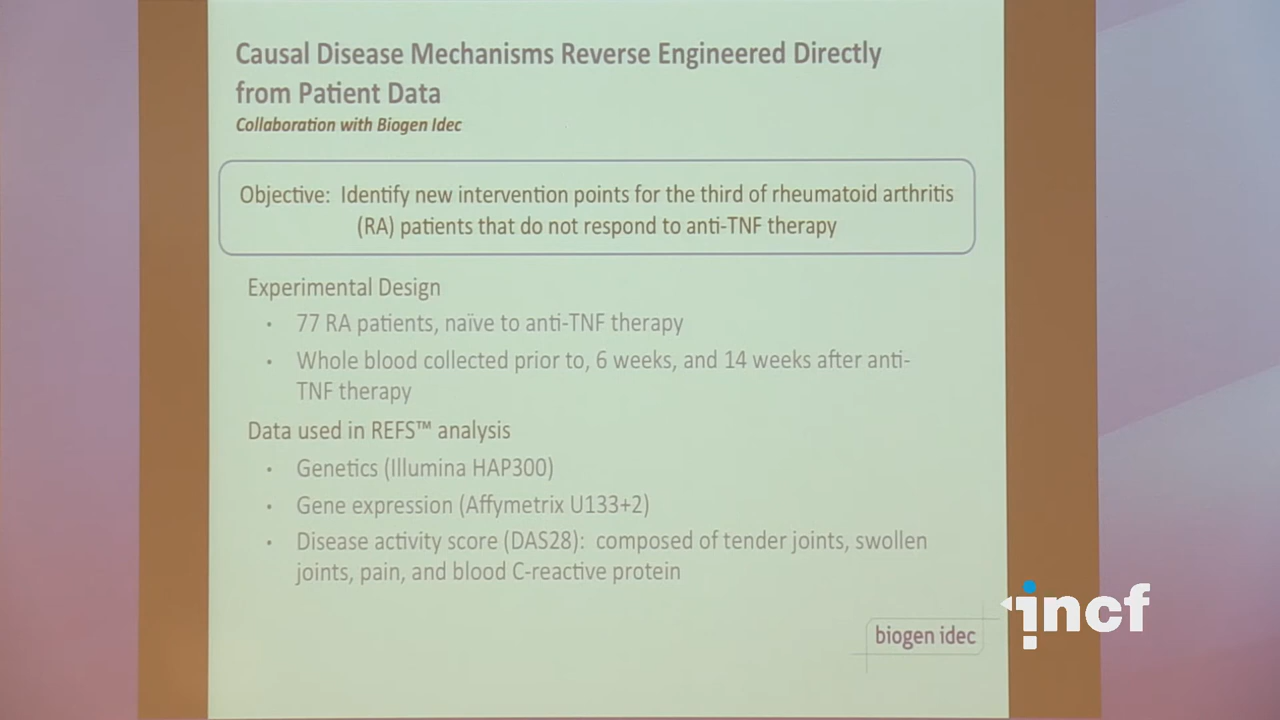 Causal Disease Mechanisms Reverse Engineered Directly
from Patient Data
Collaboration with Biogen Idec
Objective: Identify new intervention points for the third of rheumatoid arthritis
(RA) patients that do not respond to anti-TNF therapy
Experimental Design
• 77 RA patients, naïve to anti-TNF therapy
• Whole blood collected prior to, 6 weeks, and 14 weeks after anti-
TNF therapy
Data used in REFS™ analysis
• Genetics (Illumina HAP300)
• Gene expression (Affymetrix U133+2)
• Disease activity score (DAS28): composed of tender joints, swollen
joints, pain, and blood C-reactive protein
biogen idec
incf